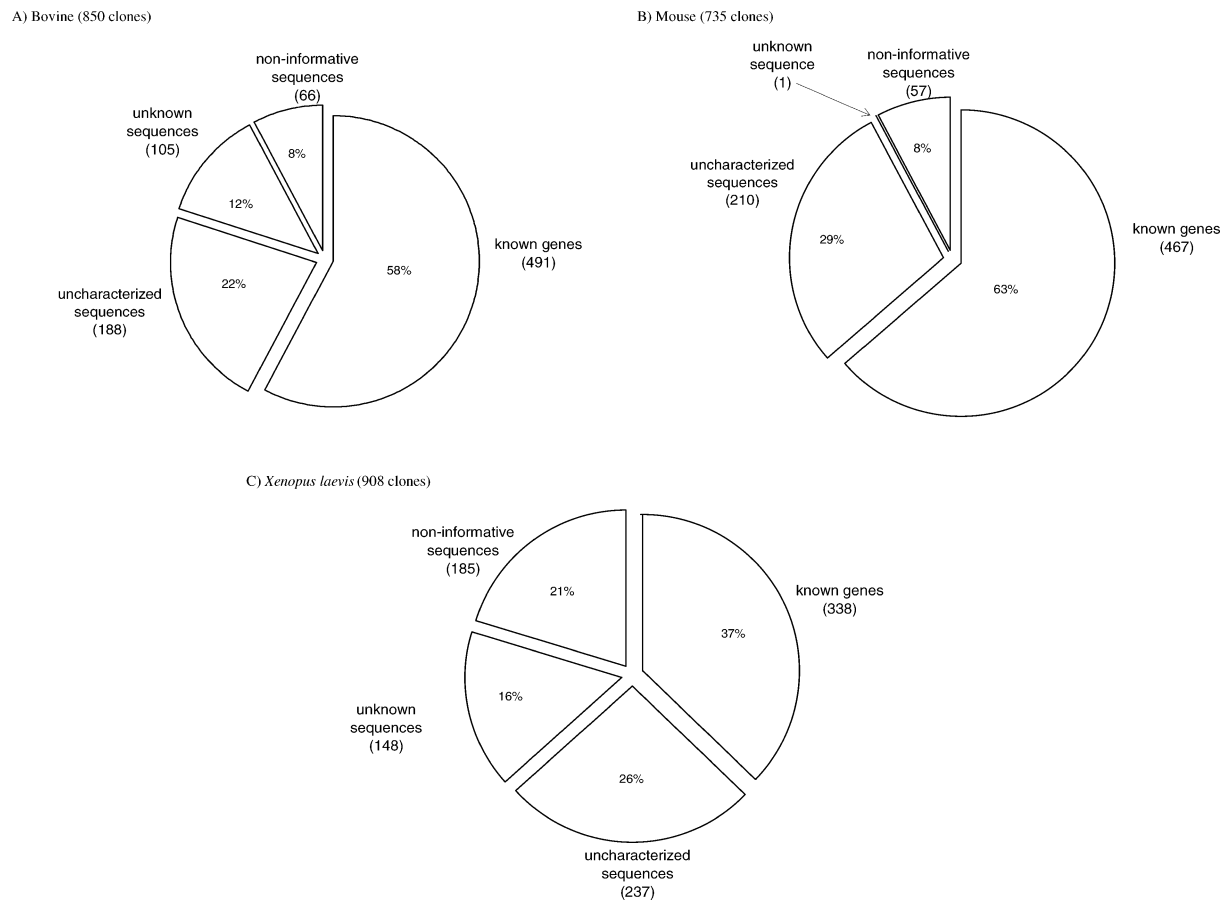 A) Bovine (850 clones)
non-informative
sequences
(66)
unknown
sequences
(105)
8%
12%
uncharacterized
sequences
(188)
22%
58%
known genes
(491)
B) Mouse (735 clones)
unknown
sequence
(1)
non-informative
sequences
(57)
uncharacterized
sequences
(210)
8%
29%
63%
known genes
(467)
C) Xenopus laevis (908 clones)
non-informative
sequences
(185)
21%
known genes
(338)
37%
unknown
sequences
(148)
16%
26%
uncharacterized
sequences
(237)